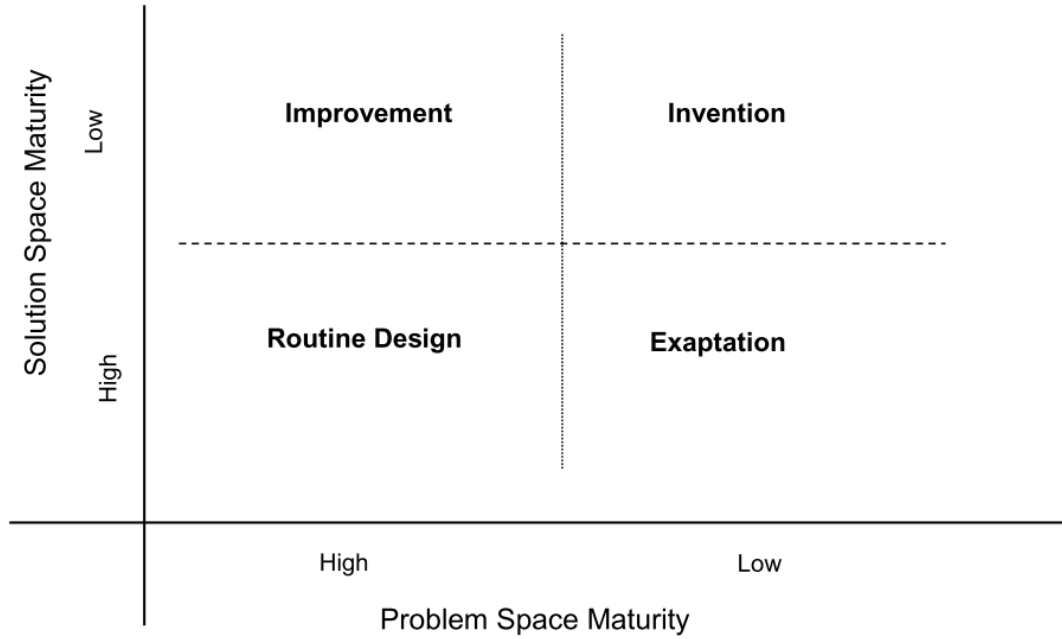 Solution Space Maturity
Low
High
Improvement
Invention
Routine Design
Exaptation
High
Low
Problem Space Maturity